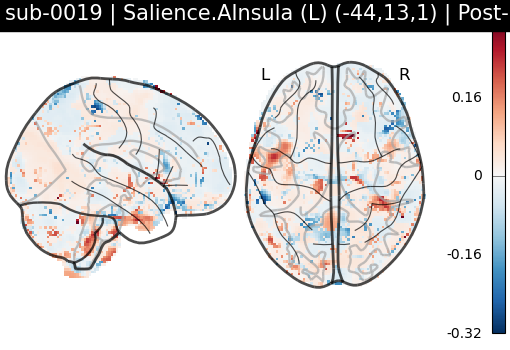 sub-0019 | Salience.AInsula (L) (-44,13,1) | Post-
L
R
0.16
0
-0.16
-0.32